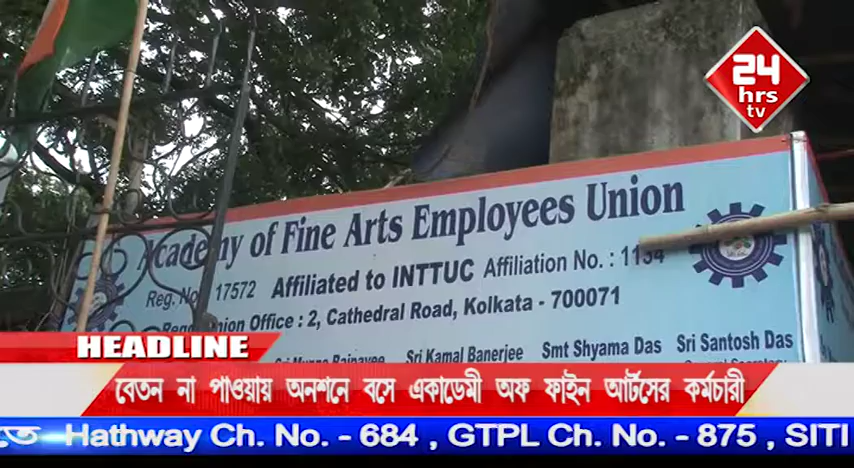 24
hrs
tv
Academy of Fine Arts Employees Union
Reg. No. 17572 Affiliated to INTTUC Affiliation No. : 1134
Union Office : 2, Cathedral Road, Kolkata - 700071
Sri Kamal Banerjee Smt Shyama Das Sri Santosh Das
HEADLINE
বেতন না পাওয়ায় অনশনে বসে একাডেমী অফ ফাইন আর্টসের কর্মচারী
তে Hathway Ch. No. - 684 , GTPL Ch. No. - 875 , SITI